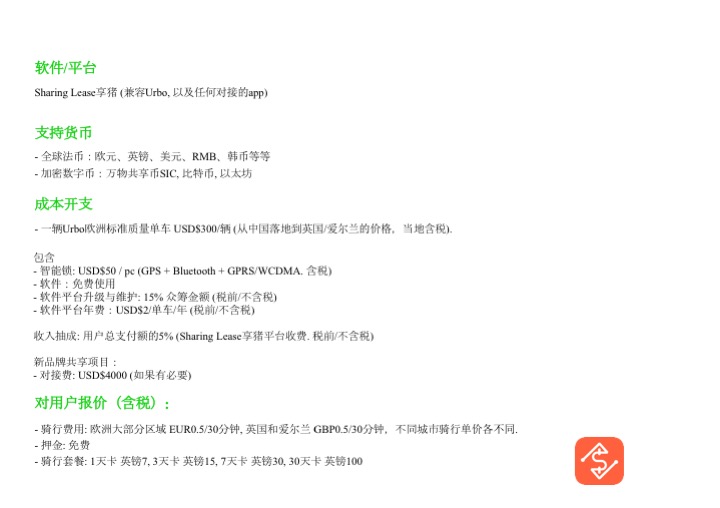 软件/平台
Sharing Lease享猪 (兼容Urbo, 以及任何对接的app)
支持货币
- 全球法币：欧元、英镑、美元、RMB、韩币等等
- 加密数字币：万物共享币SIC, 比特币, 以太坊
成本开支
- 一辆Urbo欧洲标准质量单车 USD$300/辆 (从中国落地到英国/爱尔兰的价格，当地含税).
包含
- 智能锁: USD$50 / pc (GPS + Bluetooth + GPRS/WCDMA. 含税)
- 软件：免费使用
- 软件平台升级与维护: 15% 众筹金额 (税前/不含税)
- 软件平台年费：USD$2/单车/年 (税前/不含税)
收入抽成: 用户总支付额的5% (Sharing Lease享猪平台收费. 税前/不含税)
新品牌共享项目：
- 对接费: USD$4000 (如果有必要)
对用户报价（含税）：
- 骑行费用: 欧洲大部分区域 EUR0.5/30分钟, 英国和爱尔兰 GBP0.5/30分钟，不同城市骑行单价各不同.
- 押金: 免费
- 骑行套餐: 1天卡 英镑7, 3天卡 英镑15, 7天卡 英镑30, 30天卡 英镑100